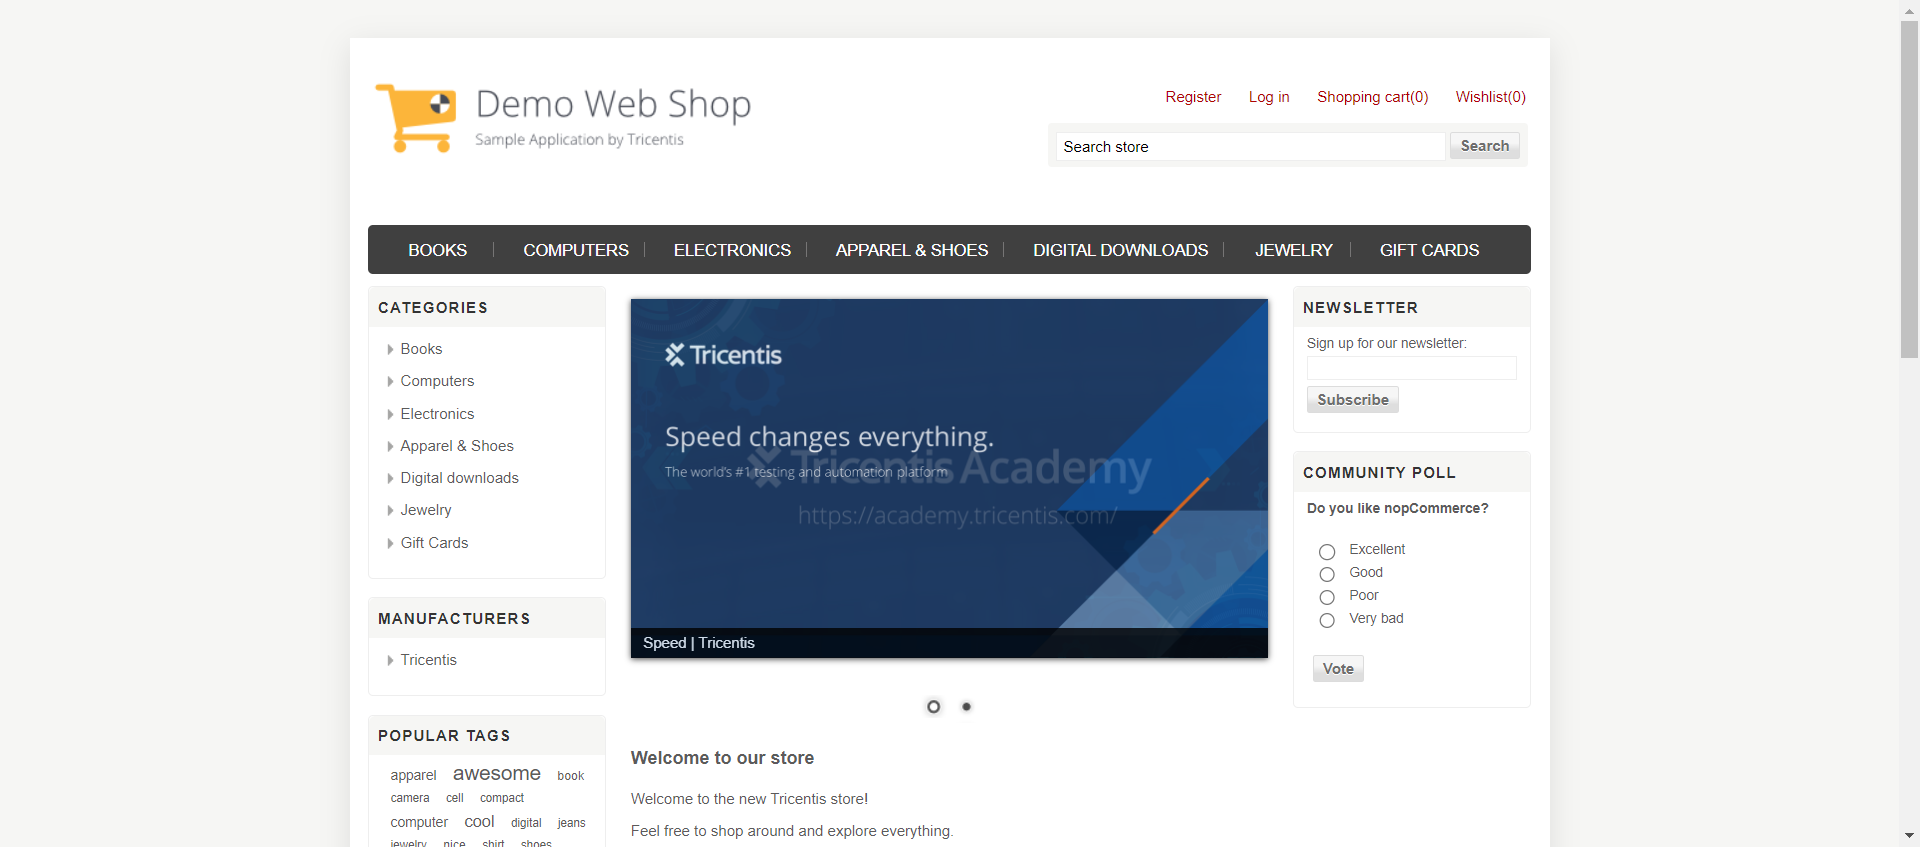 Demo Web Shop
Sample Application by Tricentis
Register Log in Shopping cart(0) Wishlist(0)
Search store Search
BOOKS COMPUTERS ELECTRONICS APPAREL & SHOES DIGITAL DOWNLOADS JEWELRY GIFT CARDS
CATEGORIES
Books
Computers
Electronics
Apparel & Shoes
Digital downloads
Jewelry
Gift Cards
MANUFACTURERS
Tricentis
POPULAR TAGS
apparel awesome book
camera cell compact
computer cool digital jeans
jewelry nice shirt shoes
Tricentis
Speed changes everything.
The world's #1 testing and automation platform
Tricentis Academy
https://academy.tricentis.com/
Speed | Tricentis
Welcome to our store
Welcome to the new Tricentis store!
Feel free to shop around and explore everything.
NEWSLETTER
Sign up for our newsletter:
Subscribe
COMMUNITY POLL
Do you like nopCommerce?
Excellent
Good
Poor
Very bad
Vote